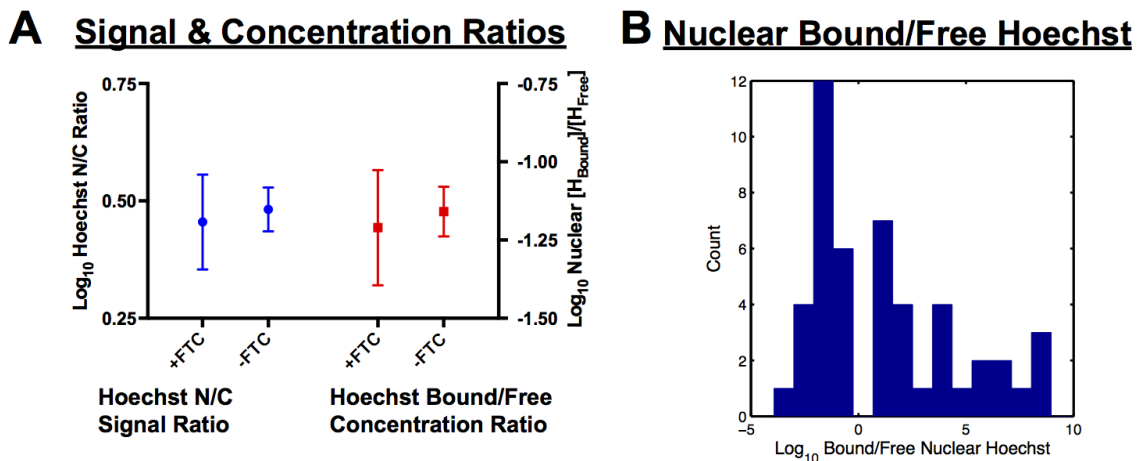 A Signal & Concentration Ratios
0.75
0.50
0.25
Log10 Hoechst N/C Ratio
-0.75
-1.00
-1.25
-1.50
Log10 Nuclear [HBound]/[HFree]
+FTC
-FTC
+FTC
-FTC
Hoechst N/C
Signal Ratio
Hoechst Bound/Free
Concentration Ratio
B Nuclear Bound/Free Hoechst
12
10
8
6
4
2
0
Count
−5
0
5
10
Log10 Bound/Free Nuclear Hoechst